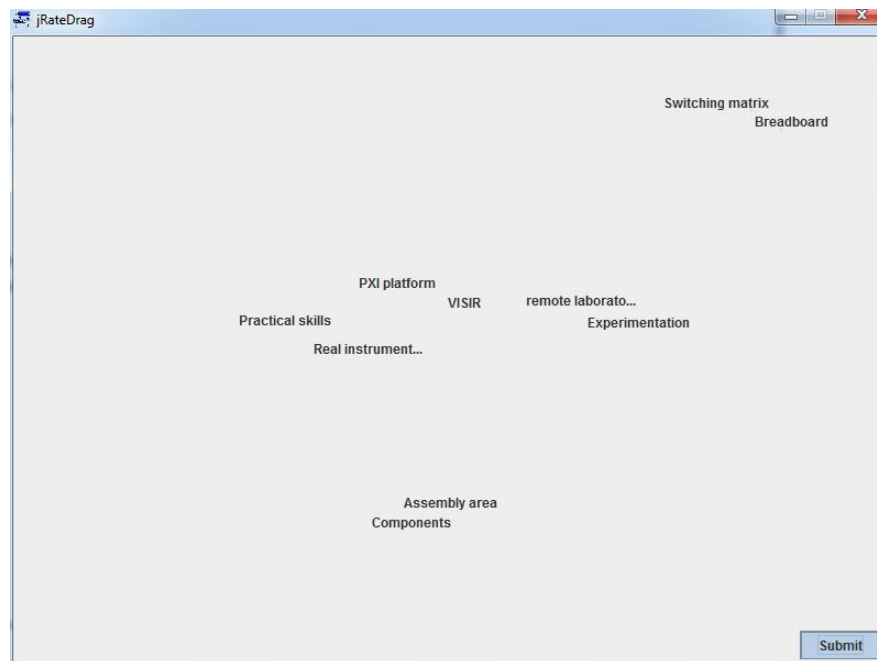 jRateDrag
Switching matrix
Breadboard
PXI platform
VISIR
remote laborato...
Practical skills
Experimentation
Real instrument...
Assembly area
Components
Submit